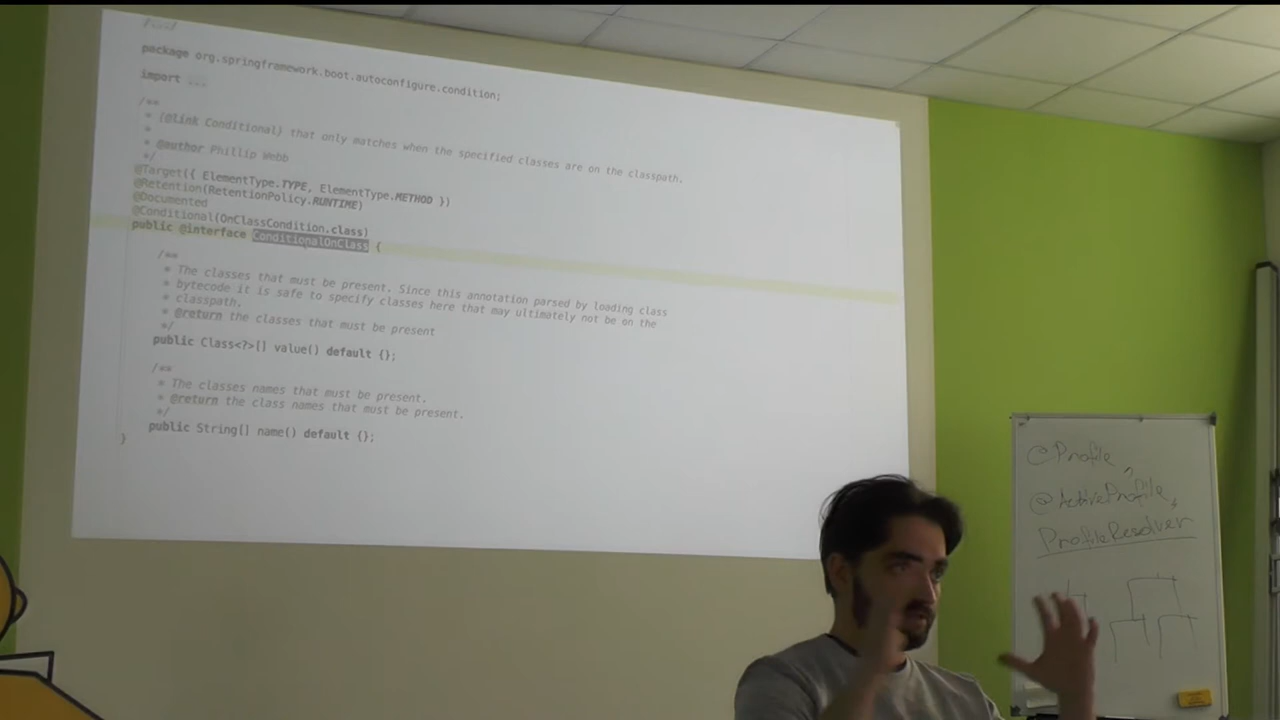 package org.springframework.boot.autoconfigure.condition;
import ...
/**
* {@link Conditional} that only matches when the specified classes are on the classpath.
*
* @author Phillip Webb
*/
@Target({ ElementType.TYPE, ElementType.METHOD })
@Retention(RetentionPolicy.RUNTIME)
@Documented
@Conditional(OnClassCondition.class)
public @interface ConditionalOnClass {
/**
* The classes that must be present. Since this annotation parsed by loading class
* bytecode it is safe to specify classes here that may ultimately not be on the
* classpath.
* @return the classes that must be present
*/
public Class<?>[] value() default {};
/**
* The classes names that must be present.
* @return the class names that must be present.
*/
public String[] name() default {};
}
@Profile
@ActiveProfile
ProfileResolver